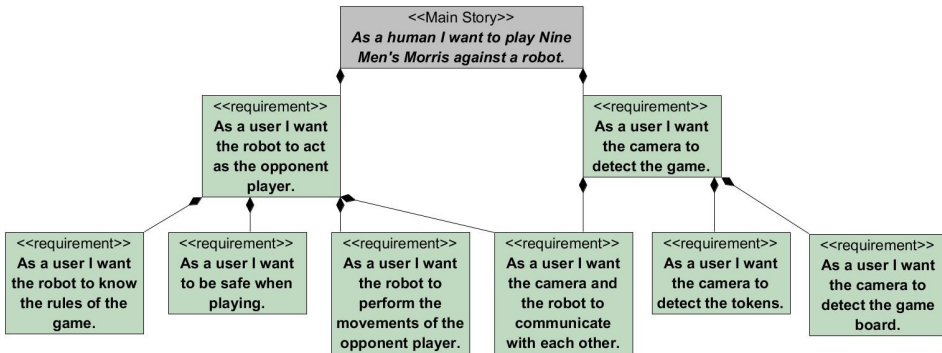 <<Main Story>>
As a human I want to play Nine
Men's Morris against a robot.
<<requirement>>
As a user I want
the robot to act
as the opponent
player.
<<requirement>>
As a user I want
the camera to
detect the game.
<<requirement>>
As a user I want
the robot to know
the rules of the
game.
<<requirement>>
As a user I want
to be safe when
playing.
<<requirement>>
As a user I want
the robot to
perform the
movements of the
opponent player.
<<requirement>>
As a user I want
the camera and
the robot to
communicate
with each other.
<<requirement>>
As a user I want
the camera to
detect the tokens.
<<requirement>>
As a user I want
the camera to
detect the game
board.